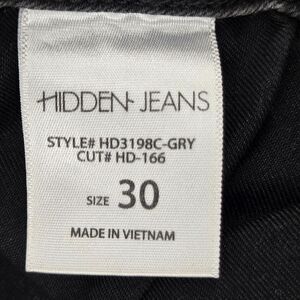 HIDDEN JEANS
STYLE# HD3198C-GRY
CUT# HD-166
SIZE 30
MADE IN VIETNAM